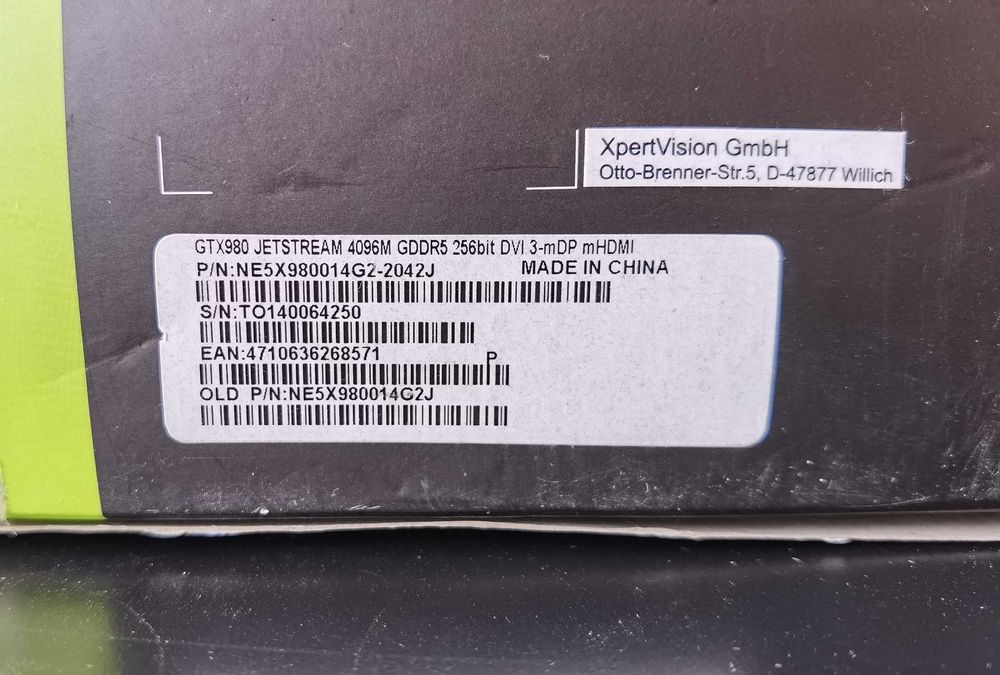 XpertVision GmbH
Otto-Brenner-Str.5, D-47877 Willich
GTX980 JETSTREAM 4096M GDDR5 256bit DVI 3-mDP mHDMI
P/N:NE5X980014G2-2042J MADE IN CHINA
S/N:TO140064250
EAN:4710636268571 P
OLD P/N:NE5X980014G2J